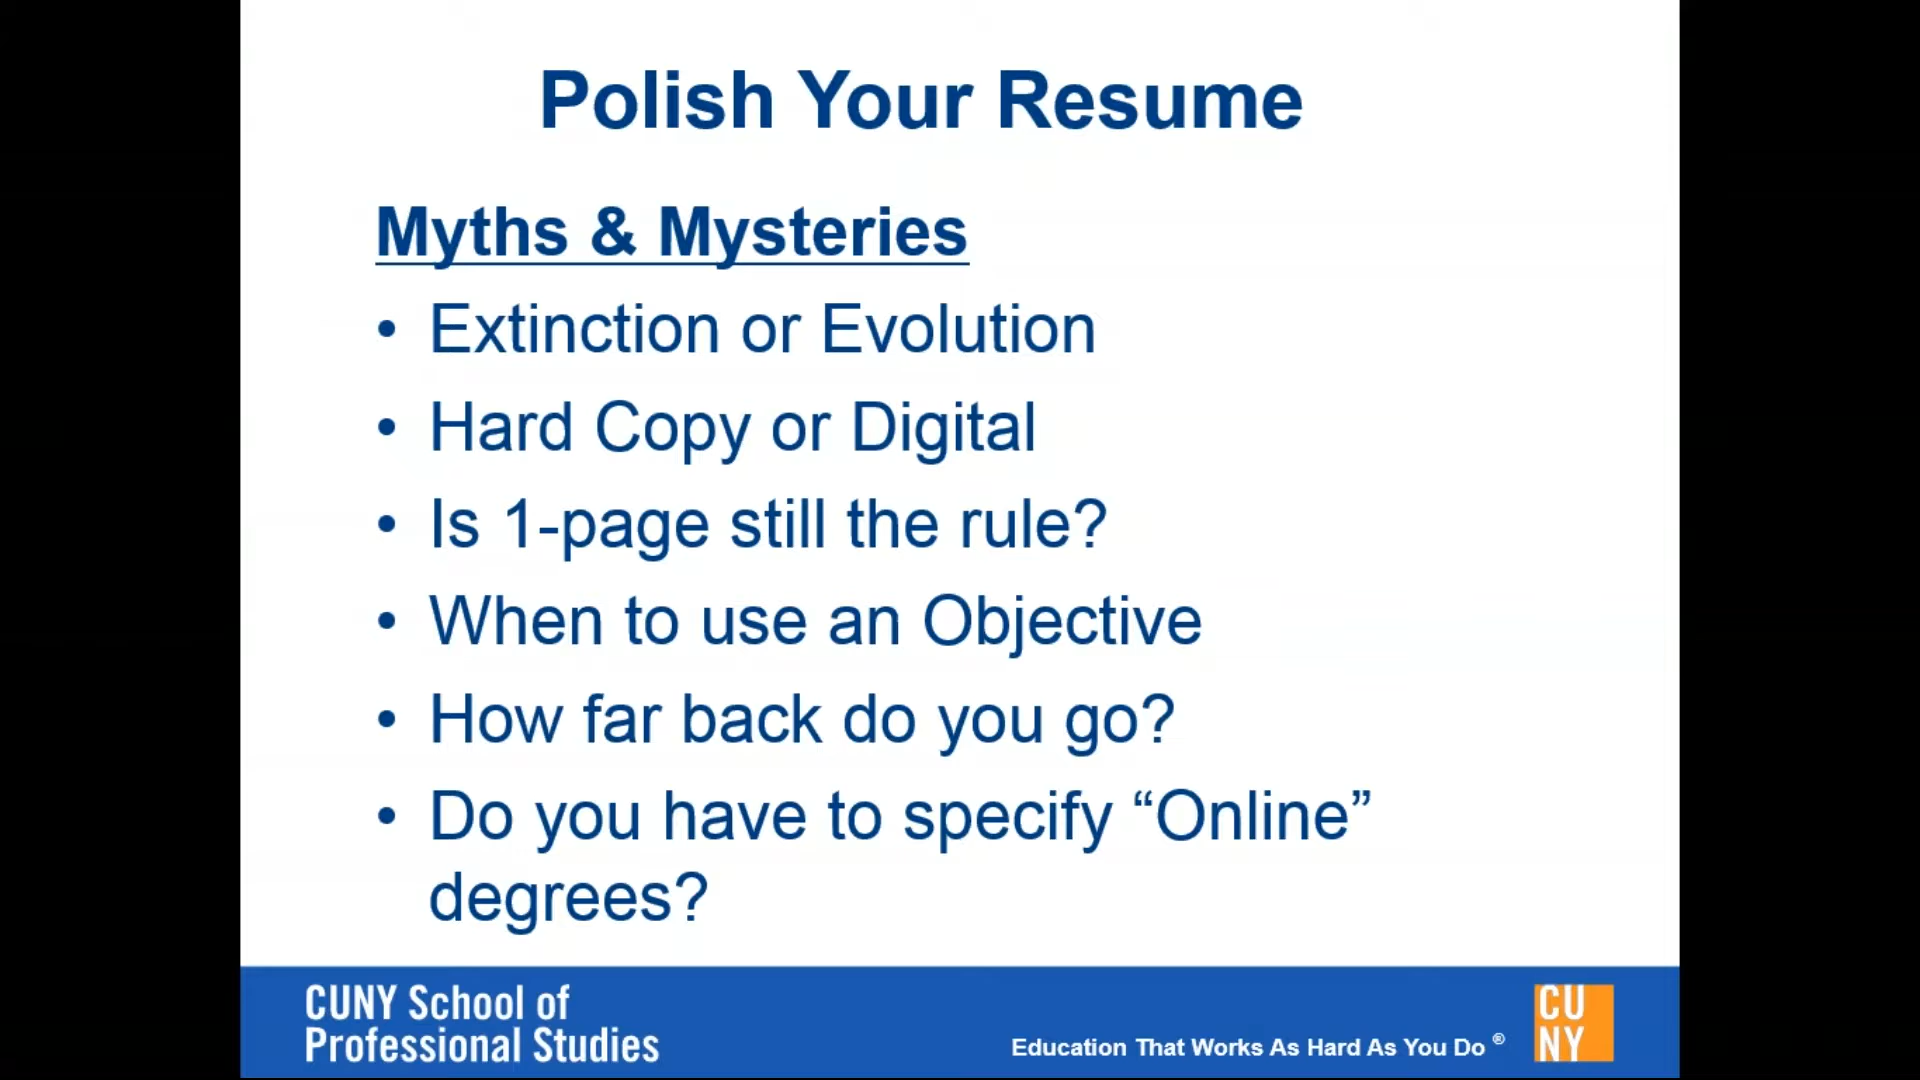 Polish Your Resume
Myths & Mysteries
• Extinction or Evolution
• Hard Copy or Digital
• Is 1-page still the rule?
• When to use an Objective
• How far back do you go?
• Do you have to specify “Online”
degrees?
CUNY School of
Professional Studies
Education That Works As Hard As You Do ®
CU
NY